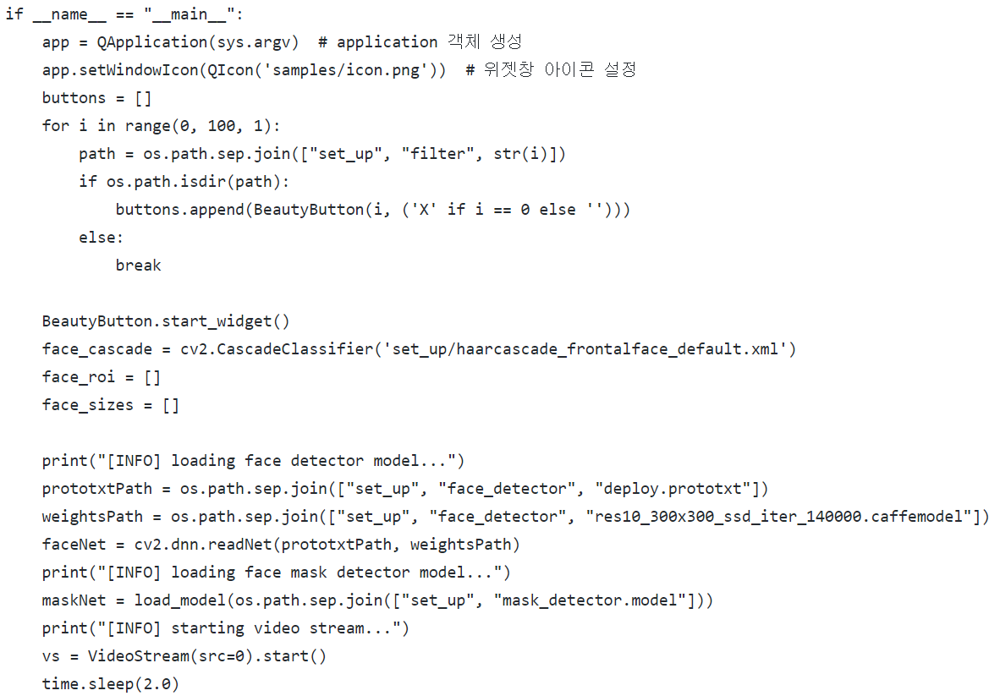 if __name__ == "__main__":
    app = QApplication(sys.argv)  # application 객체 생성
    app.setWindowIcon(QIcon('samples/icon.png'))  # 위젯창 아이콘 설정
    buttons = []
    for i in range(0, 100, 1):
        path = os.path.sep.join(["set_up", "filter", str(i)])
        if os.path.isdir(path):
            buttons.append(BeautyButton(i, ('X' if i == 0 else '')))
        else:
            break

    BeautyButton.start_widget()
    face_cascade = cv2.CascadeClassifier('set_up/haarcascade_frontalface_default.xml')
    face_roi = []
    face_sizes = []

    print("[INFO] loading face detector model...")
    prototxtPath = os.path.sep.join(["set_up", "face_detector", "deploy.prototxt"])
    weightsPath = os.path.sep.join(["set_up", "face_detector", "res10_300x300_ssd_iter_140000.caffemodel"])
    faceNet = cv2.dnn.readNet(prototxtPath, weightsPath)
    print("[INFO] loading face mask detector model...")
    maskNet = load_model(os.path.sep.join(["set_up", "mask_detector.model"]))
    print("[INFO] starting video stream...")
    vs = VideoStream(src=0).start()
    time.sleep(2.0)